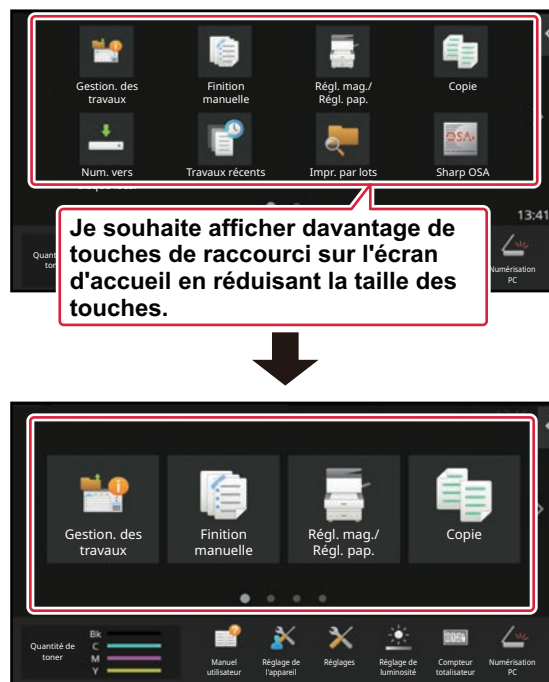 Gestion. des
travaux
Finition
manuelle
Régl. mag./
Régl. pap.
Copie
Num. vers
Travaux récents
Impr. par lots
Sharp OSA
OSA
13:41
Je souhaite afficher davantage de
touches de raccourci sur l'écran
d'accueil en réduisant la taille des
touches.
Quant
ton
Numérisation
PC
Gestion. des
travaux
Finition
manuelle
Régl. mag./
Régl. pap.
Copie
Quantité de
toner
Bk
C
M
Y
Manuel
utilisateur
Réglage de
l'appareil
Réglages
Réglage de
luminosité
Compteur
totalisateur
Numérisation
PC